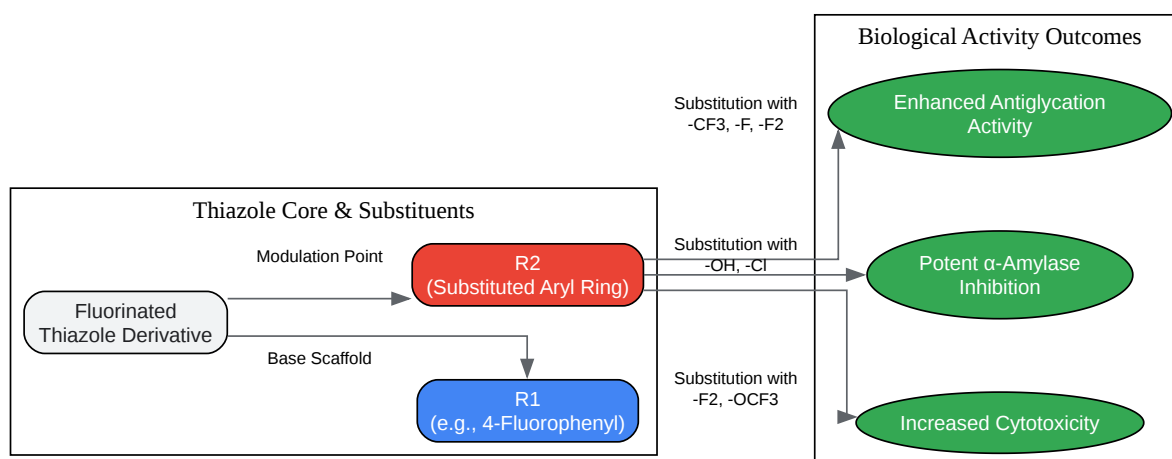 Biological Activity Outcomes
Substitution with
-CF3, -F, -F2
Enhanced Antiglycation
Activity
Thiazole Core & Substituents
Modulation Point
R2
(Substituted Aryl Ring)
Substitution with
-OH, -Cl
Potent α-Amylase
Inhibition
Fluorinated
Thiazole Derivative
Base Scaffold
R1
(e.g., 4-Fluorophenyl)
Substitution with
-F2, -OCF3
Increased Cytotoxicity